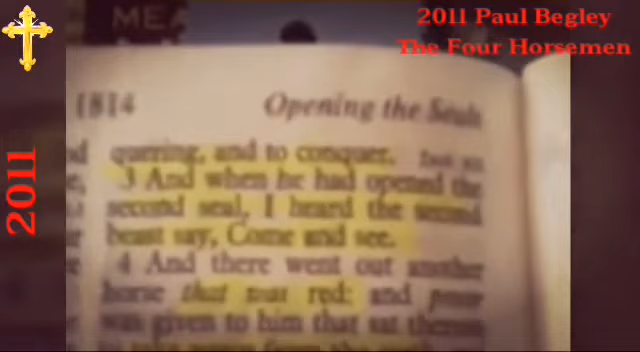 MEA
2011 Paul Begley
The Four Horsemen
2011
1814 Opening the Seals
quering, and to conquer.
3 And when he had opened the
second seal, I heard the second
beast say, Come and see.
4 And there went out another
horse that was red: and power
was given to him that sat thereon